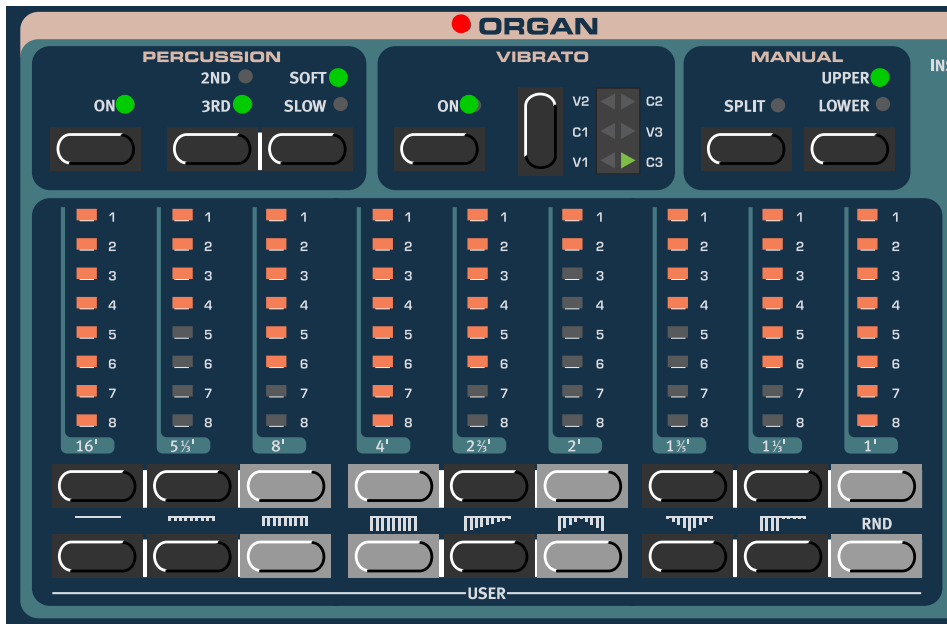 ORGAN
PERCUSSION
2ND SOFT
ON 3RD SLOW
VIBRATO
ON
V2 C2
C1 V3
V1 C3
MANUAL
UPPER
SPLIT LOWER
INS
1 1 1 1 1 1 1 1 1
2 2 2 2 2 2 2 2 2
3 3 3 3 3 3 3 3 3
4 4 4 4 4 4 4 4 4
5 5 5 5 5 5 5 5 5
6 6 6 6 6 6 6 6 6
7 7 7 7 7 7 7 7 7
8 8 8 8 8 8 8 8 8
16' 5⅓' 8' 4' 2⅔' 2' 1⅗' 1⅓' 1'
RND
USER